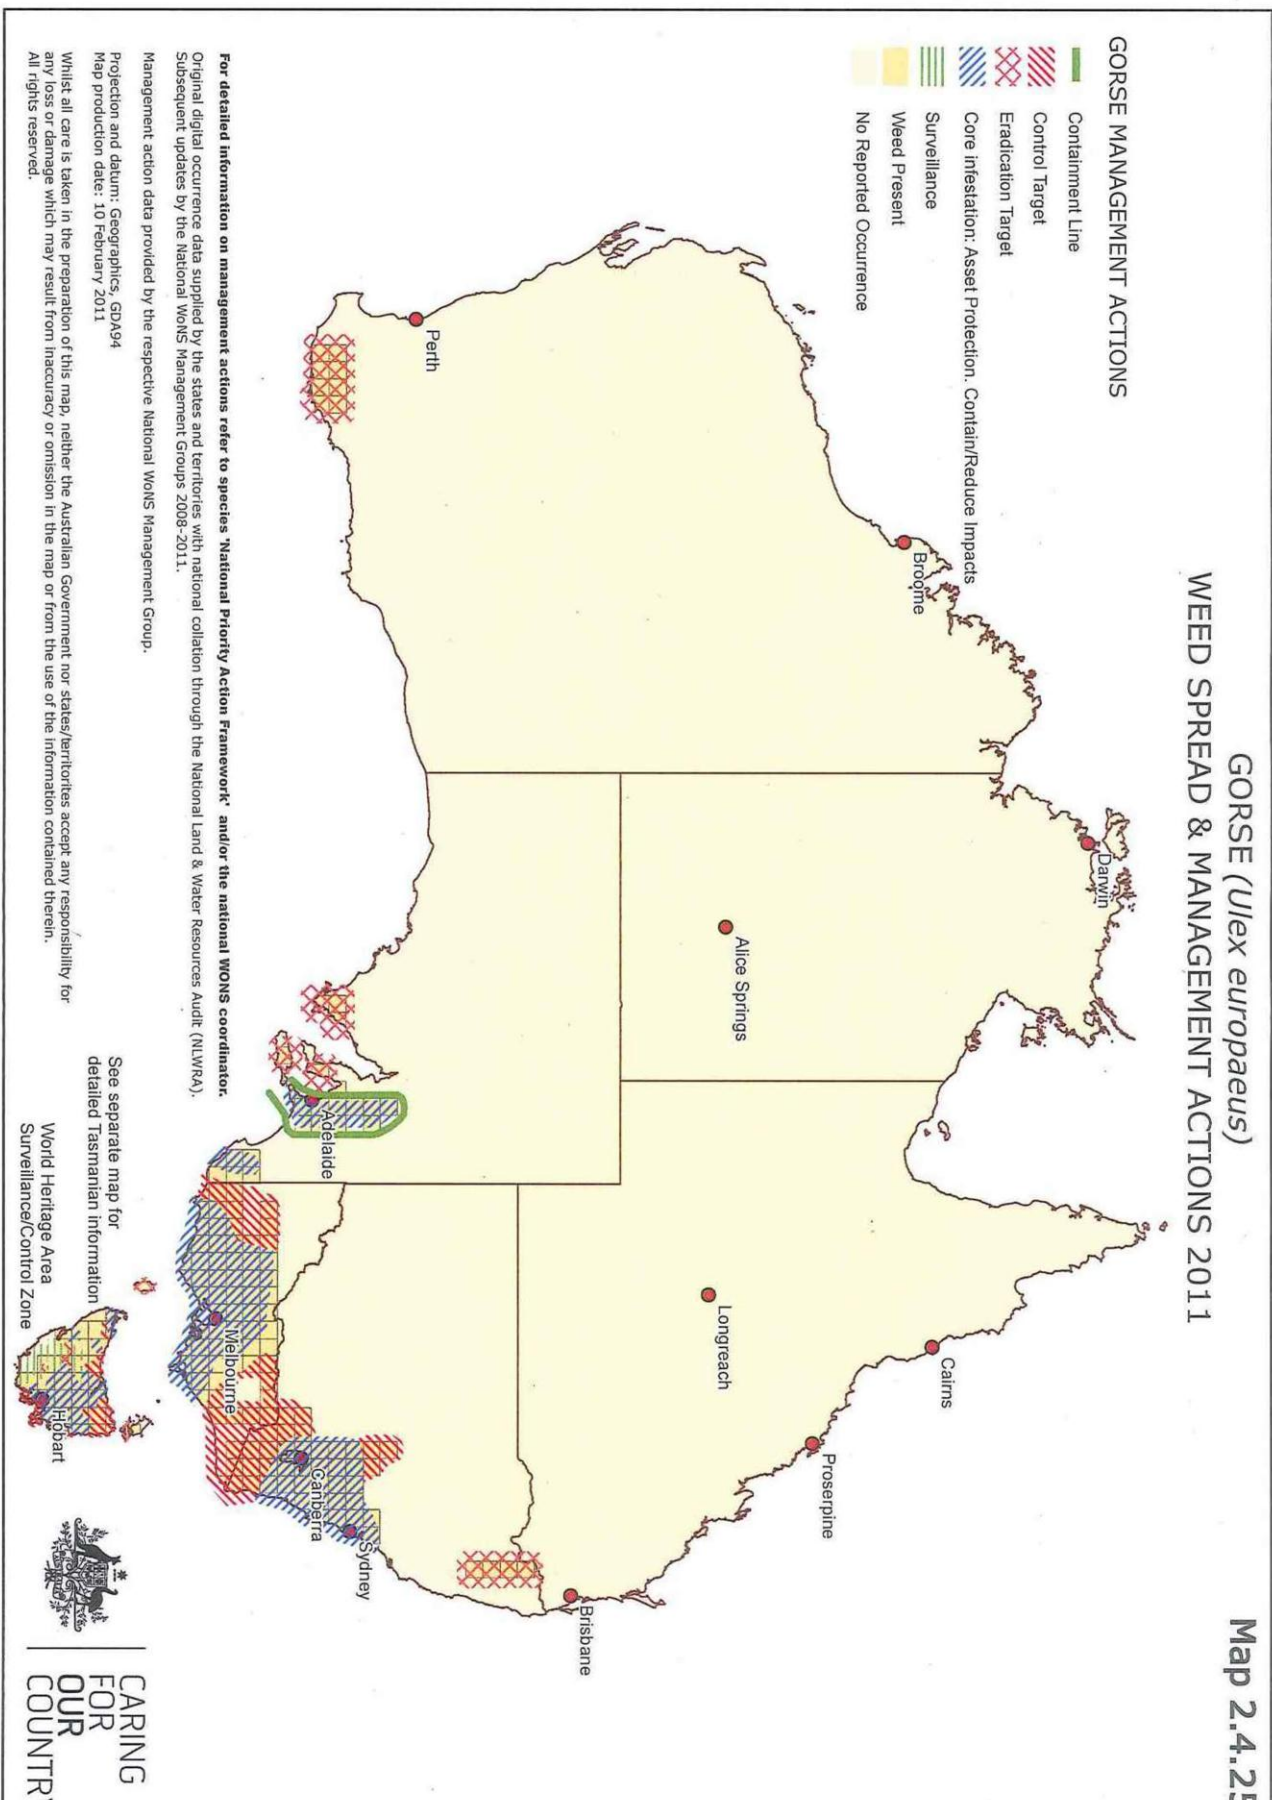 Map 2.4.25
GORSE (Ulex europaeus)
WEED SPREAD & MANAGEMENT ACTIONS 2011
GORSE MANAGEMENT ACTIONS
Containment Line
Control Target
Eradication Target
Core infestation: Asset Protection. Contain/Reduce Impacts
Surveillance
Weed Present
No Reported Occurrence
Darwin
Broome
Cairns
Proserpine
Alice Springs
Longreach
Brisbane
Perth
Sydney
Adelaide
Canberra
Melbourne
Hobart
For detailed information on management actions refer to species 'National Priority Action Framework' and/or the national WONS coordinator.
Original digital occurrence data supplied by the states and territories with national collation through the National Land & Water Resources Audit (NLWRA).
Subsequent updates by the National WoNS Management Groups 2008-2011.
Management action data provided by the respective National WoNS Management Group.
Projection and datum: Geographics, GDA94
Map production date: 10 February 2011
Whilst all care is taken in the preparation of this map, neither the Australian Government nor states/territorites accept any responsibility for
any loss or damage which may result from inaccuracy or omission in the map or from the use of the information contained therein.
All rights reserved.
See separate map for
detailed Tasmanian information
World Heritage Area
Surveillance/Control Zone
CARING
FOR
OUR
COUNTRY